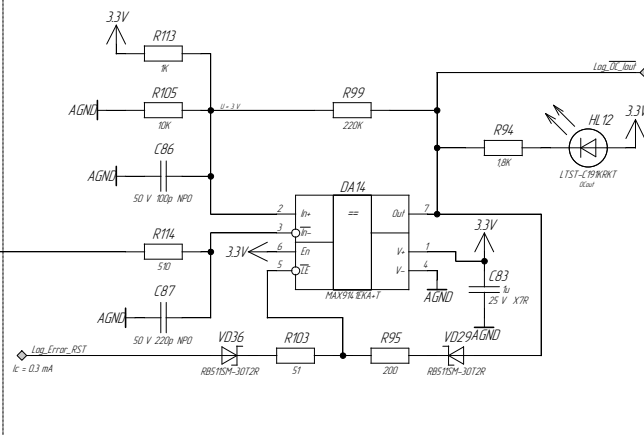 3.3V
R113
1K
Log_OC_Iout
AGND
R105
10K
U=3 V
R99
220K
3.3V
HL12
R94
1,8K
LTST-C191KRKT
OCout
C86
AGND
50 V 100p NP0
DA14
2 In+
==
Out 7
3 In-
R114
510
3.3V
6 En
5 LE
V+ 1
V- 4
3.3V
MAX9141EKA+T
AGND
C83
1u
25 V X7R
AGND
C87
AGND
50 V 220p NP0
Log_Error_RST
Ic = 0.3 mA
VD36
RB511SM-30T2R
R103
51
R95
200
VD29
RB511SM-30T2R